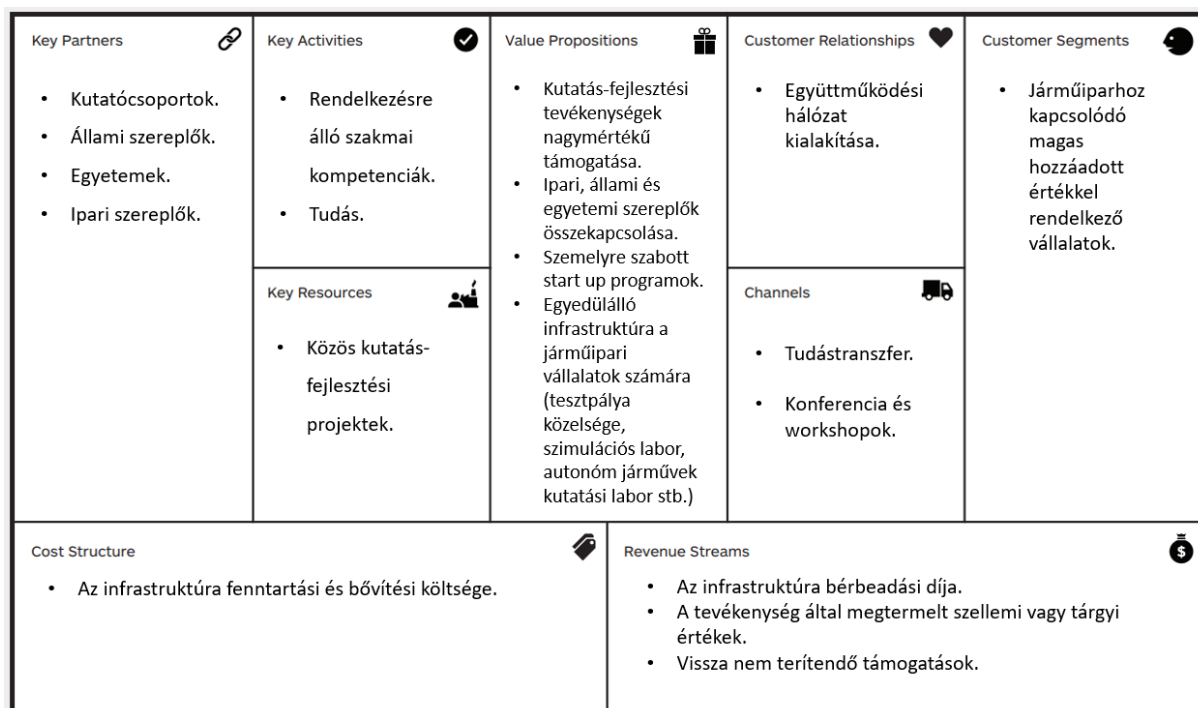 Key Partners
• Kutatócsoportok.
• Állami szereplők.
• Egyetemek.
• Ipari szereplők.
Key Activities
• Rendelkezésre
álló szakmai
kompetenciák.
• Tudás.
Key Resources
• Közös kutatás-
fejlesztési
projektek.
Value Propositions
• Kutatás-fejlesztési
tevékenységek
nagymértékű
támogatása.
• Ipari, állami és
egyetemi szereplők
összekapcsolása.
• Szemelyre szabott
start up programok.
• Egyedülálló
infrastruktúra a
járműipari
vállalatok számára
(tesztpálya
közelsége,
szimulációs labor,
autonóm járművek
kutatási labor stb.)
Customer Relationships
• Együttműködési
hálózat
kialakítása.
Channels
• Tudástranszfer.
• Konferencia és
workshopok.
Customer Segments
• Járműiparhoz
kapcsolódó
magas
hozzáadott
értékkel
rendelkező
vállalatok.
Cost Structure
• Az infrastruktúra fenntartási és bővítési költsége.
Revenue Streams
$
• Az infrastruktúra bérbeadási díja.
• A tevékenység által megtermelt szellemi vagy tárgyi
értékek.
• Vissza nem terítendő támogatások.